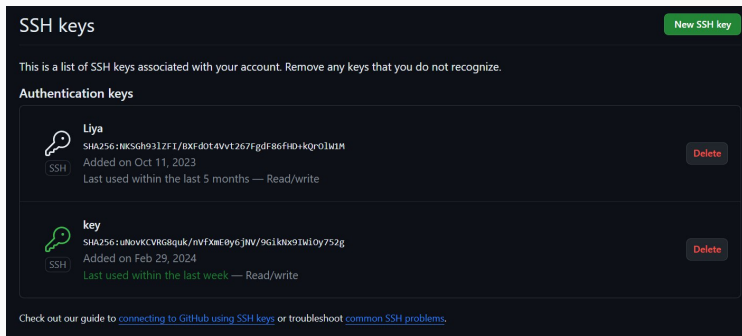 SSH keys
New SSH key
This is a list of SSH keys associated with your account. Remove any keys that you do not recognize.
Authentication keys
Liya
SHA256:NKSGh93lZFI/BXFdOt4Vvt267FgdF86fHD+kQrOlW1M
Added on Oct 11, 2023
Last used within the last 5 months — Read/write
SSH
Delete
key
SHA256:uNovKCVRG8quk/nVfXmE0y6jNV/9GikNx9IWiOy752g
Added on Feb 29, 2024
Last used within the last week — Read/write
SSH
Delete
Check out our guide to connecting to GitHub using SSH keys or troubleshoot common SSH problems.